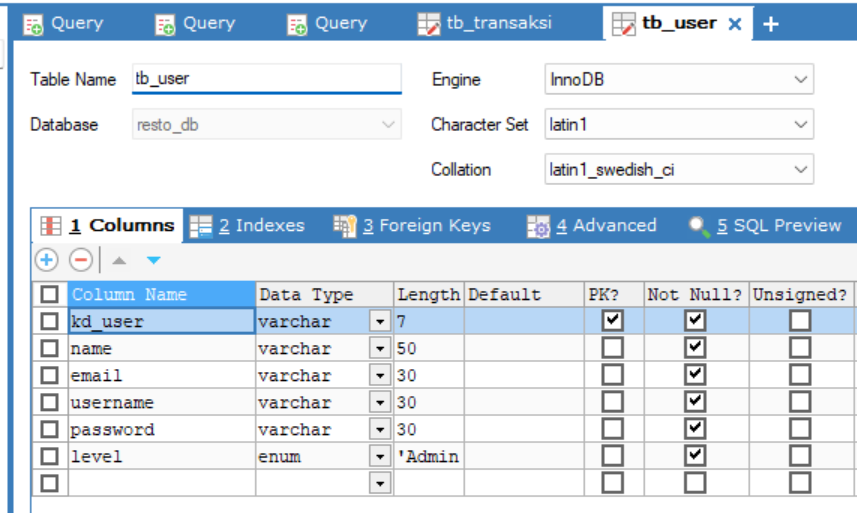 Query Query Query tb_transaksi tb_user
Table Name tb_user Engine InnoDB
Database resto_db Character Set latin1
Collation latin1_swedish_ci
1 Columns 2 Indexes 3 Foreign Keys 4 Advanced 5 SQL Preview
Column Name Data Type Length Default PK? Not Null? Unsigned?
kd_user varchar 7
name varchar 50
email varchar 30
username varchar 30
password varchar 30
level enum 'Admin